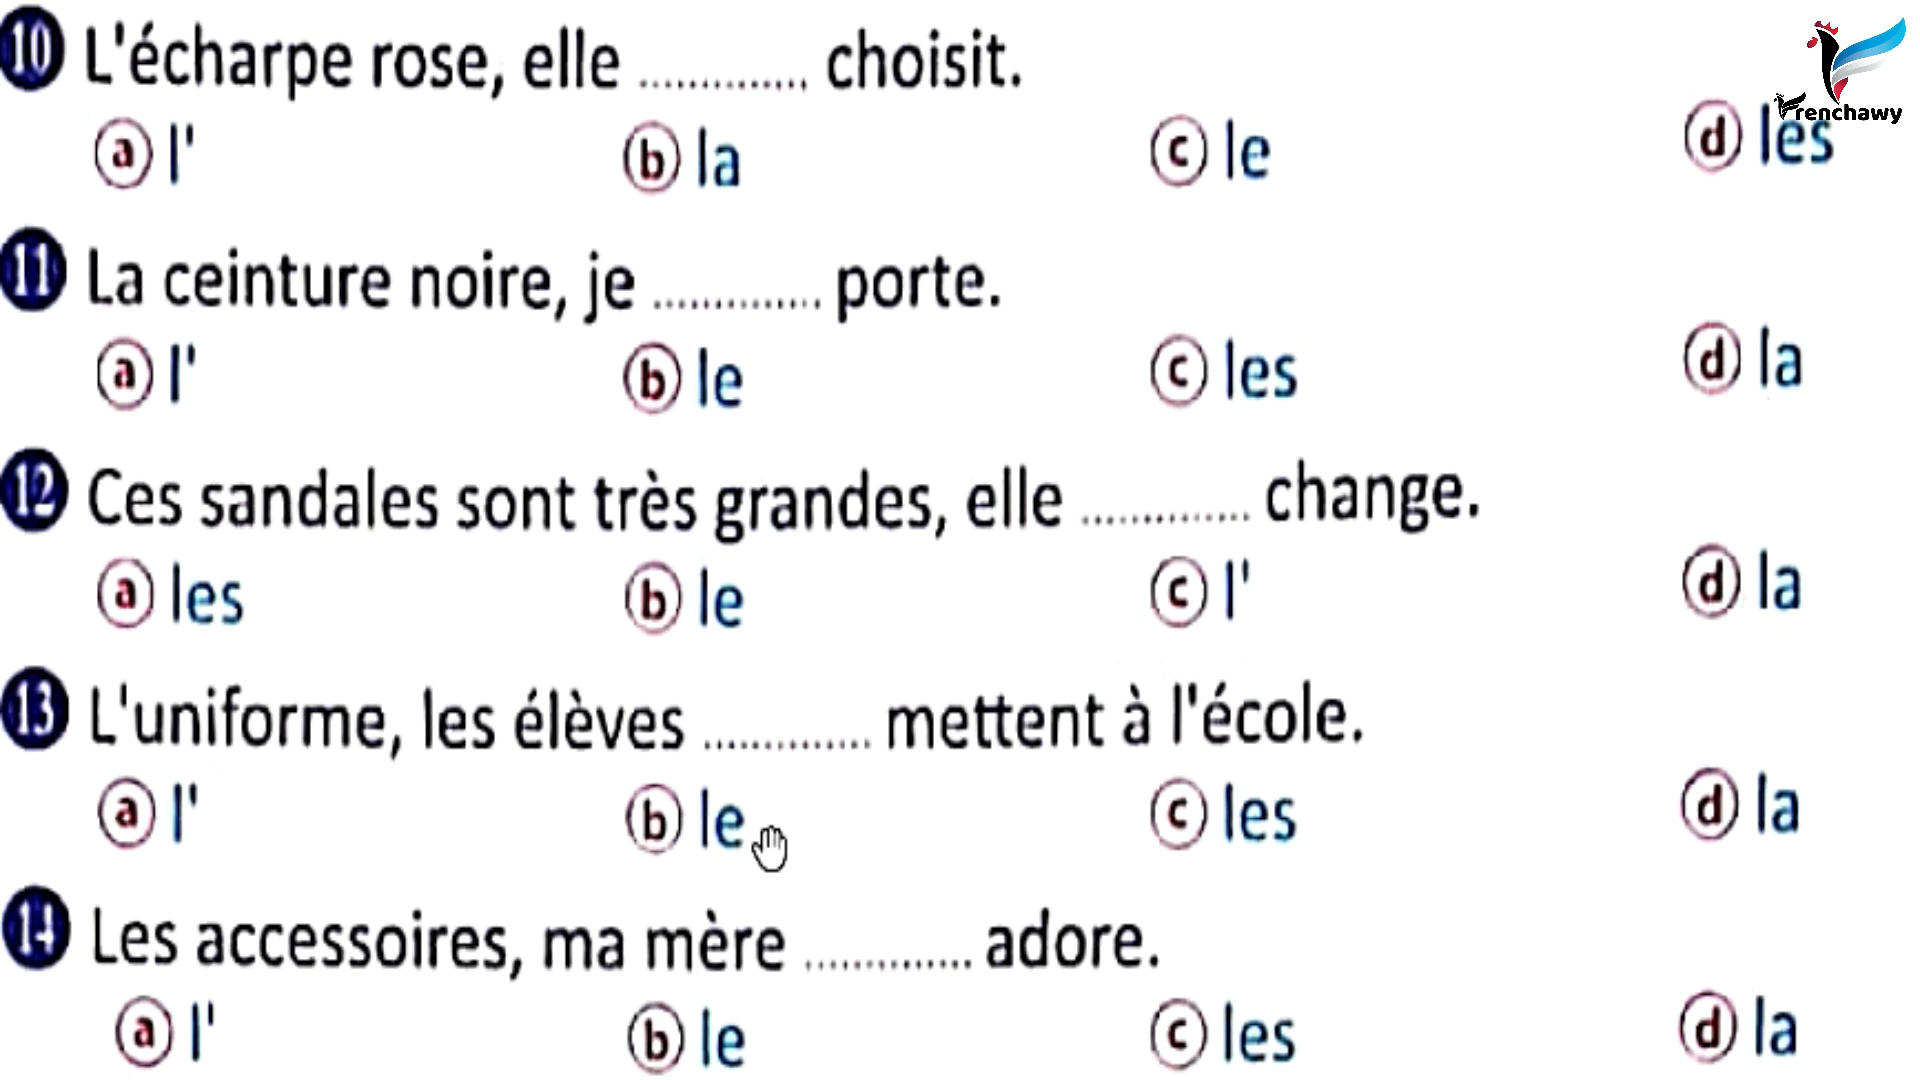 10 L'écharpe rose, elle .............. choisit.
a l' b la c le d les
Frenchawy
11 La ceinture noire, je .............. porte.
a l' b le c les d la
12 Ces sandales sont très grandes, elle .............. change.
a les b le c l' d la
13 L'uniforme, les élèves .............. mettent à l'école.
a l' b le c les d la
14 Les accessoires, ma mère .............. adore.
a l' b le c les d la